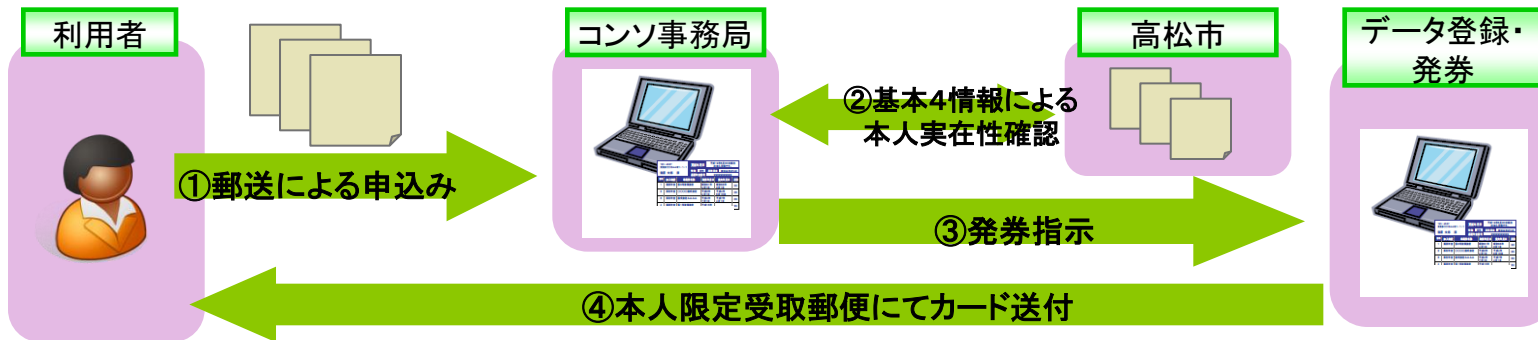 利用者
コンソ事務局
高松市
データ登録・
発券
②基本4情報による
本人実在性確認
①郵送による申込み
③発券指示
④本人限定受取郵便にてカード送付